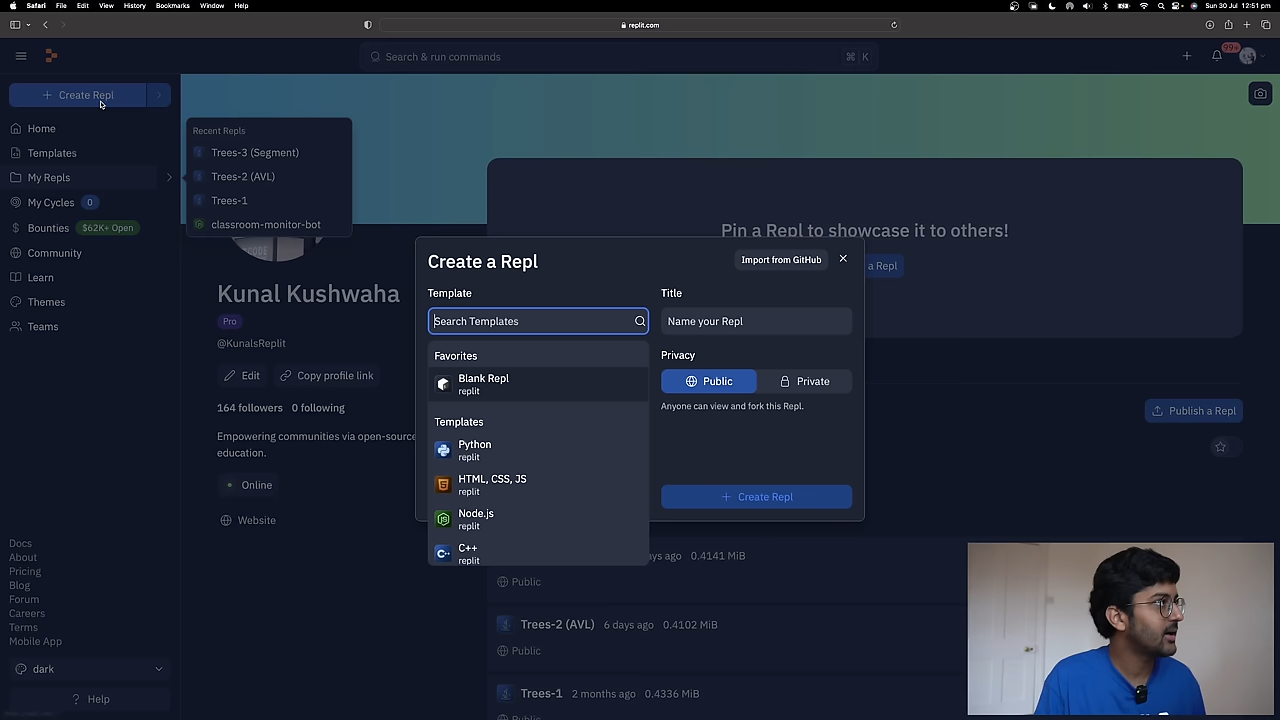 Safari File Edit View History Bookmarks Window Help
Sun 30 Jul 12:51 pm
replit.com
Search & run commands
⌘ K
99+
+ Create Repl
Home
Templates
My Repls
My Cycles 0
Bounties $62K+ Open
Community
Learn
Themes
Teams
Recent Repls
Trees-3 (Segment)
Trees-2 (AVL)
Trees-1
classroom-monitor-bot
CODE
Kunal Kushwaha
Pro
@KunalsReplit
Edit
Copy profile link
164 followers 0 following
Empowering communities via open-source
education.
Online
Website
Pin a Repl to showcase it to others!
a Repl
Publish a Repl
Create a Repl
Import from GitHub
Template
Search Templates
Favorites
Blank Repl
replit
Templates
Python
replit
HTML, CSS, JS
replit
Node.js
replit
C++
replit
Title
Name your Repl
Privacy
Public
Private
Anyone can view and fork this Repl.
+ Create Repl
ays ago 0.4141 MiB
Public
Trees-2 (AVL) 6 days ago 0.4102 MiB
Public
Trees-1 2 months ago 0.4336 MiB
Public
Docs
About
Pricing
Blog
Forum
Careers
Terms
Mobile App
dark
? Help